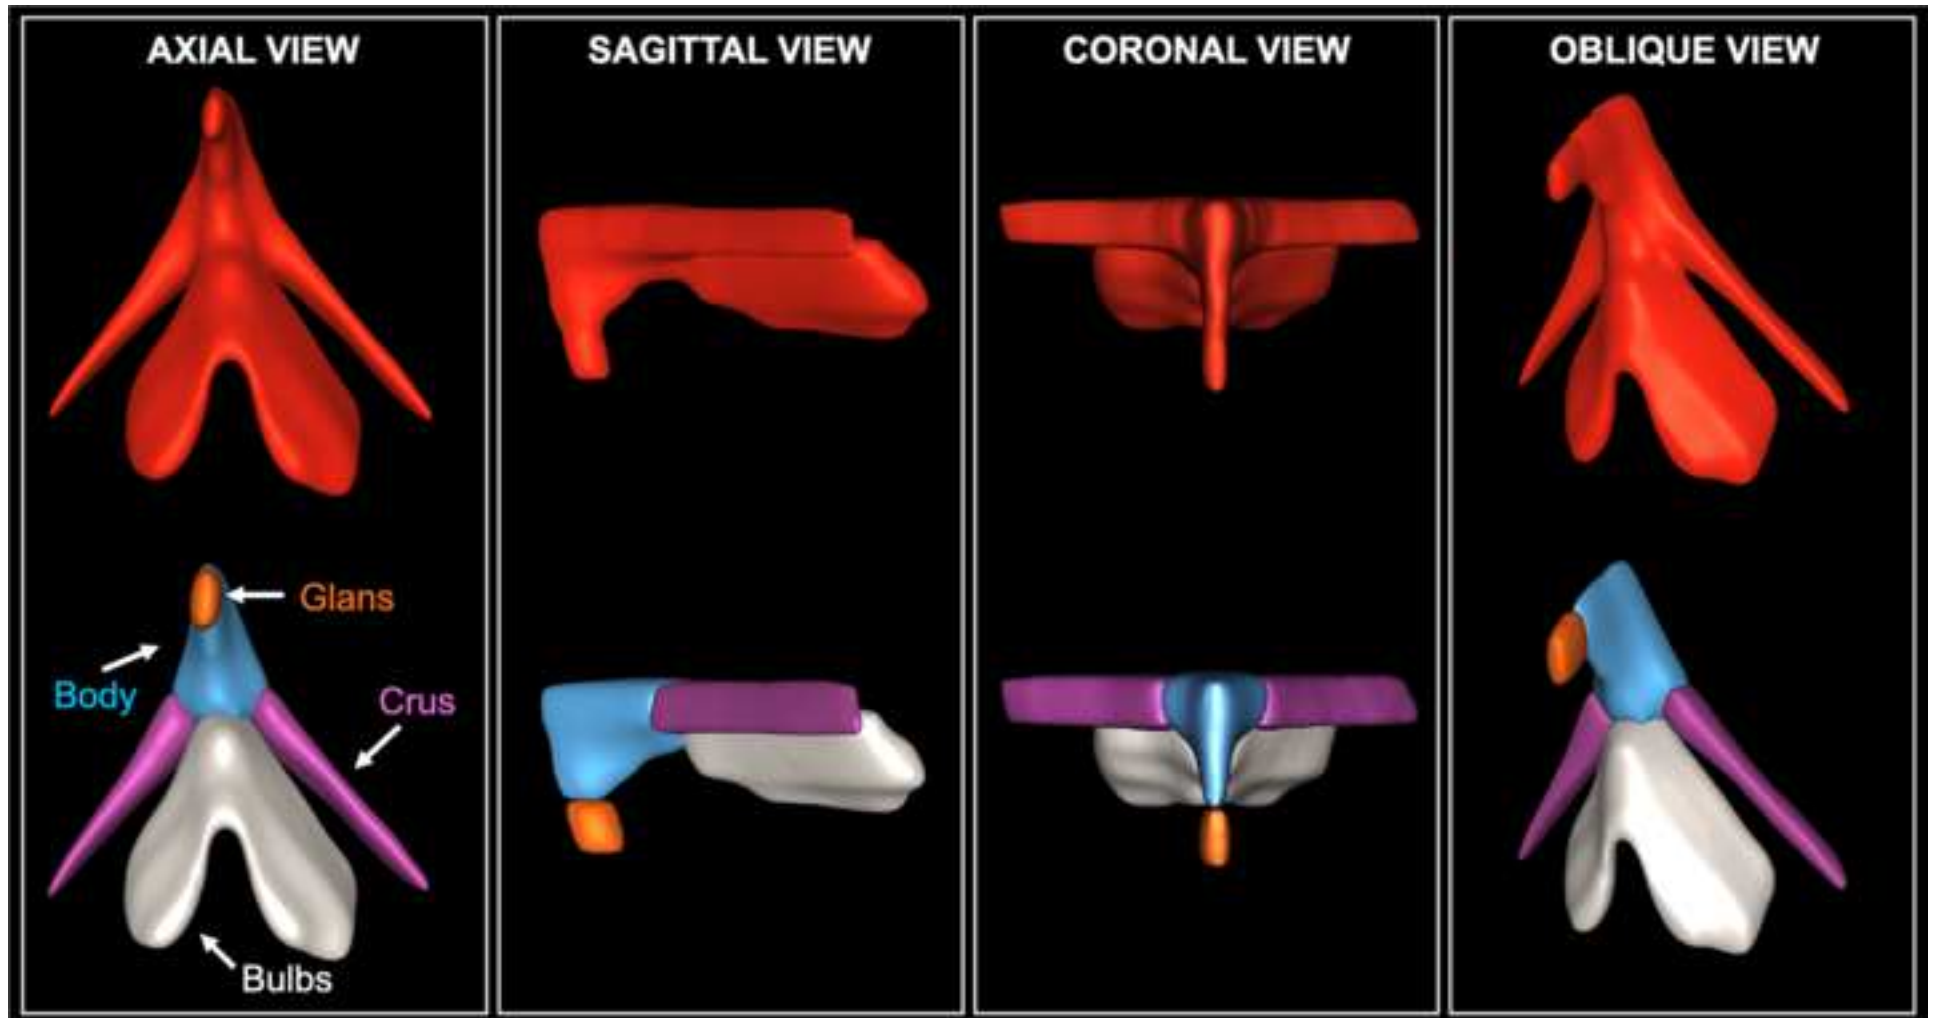 AXIAL VIEW
SAGITTAL VIEW
CORONAL VIEW
OBLIQUE VIEW
Glans
Body
Crus
Bulbs